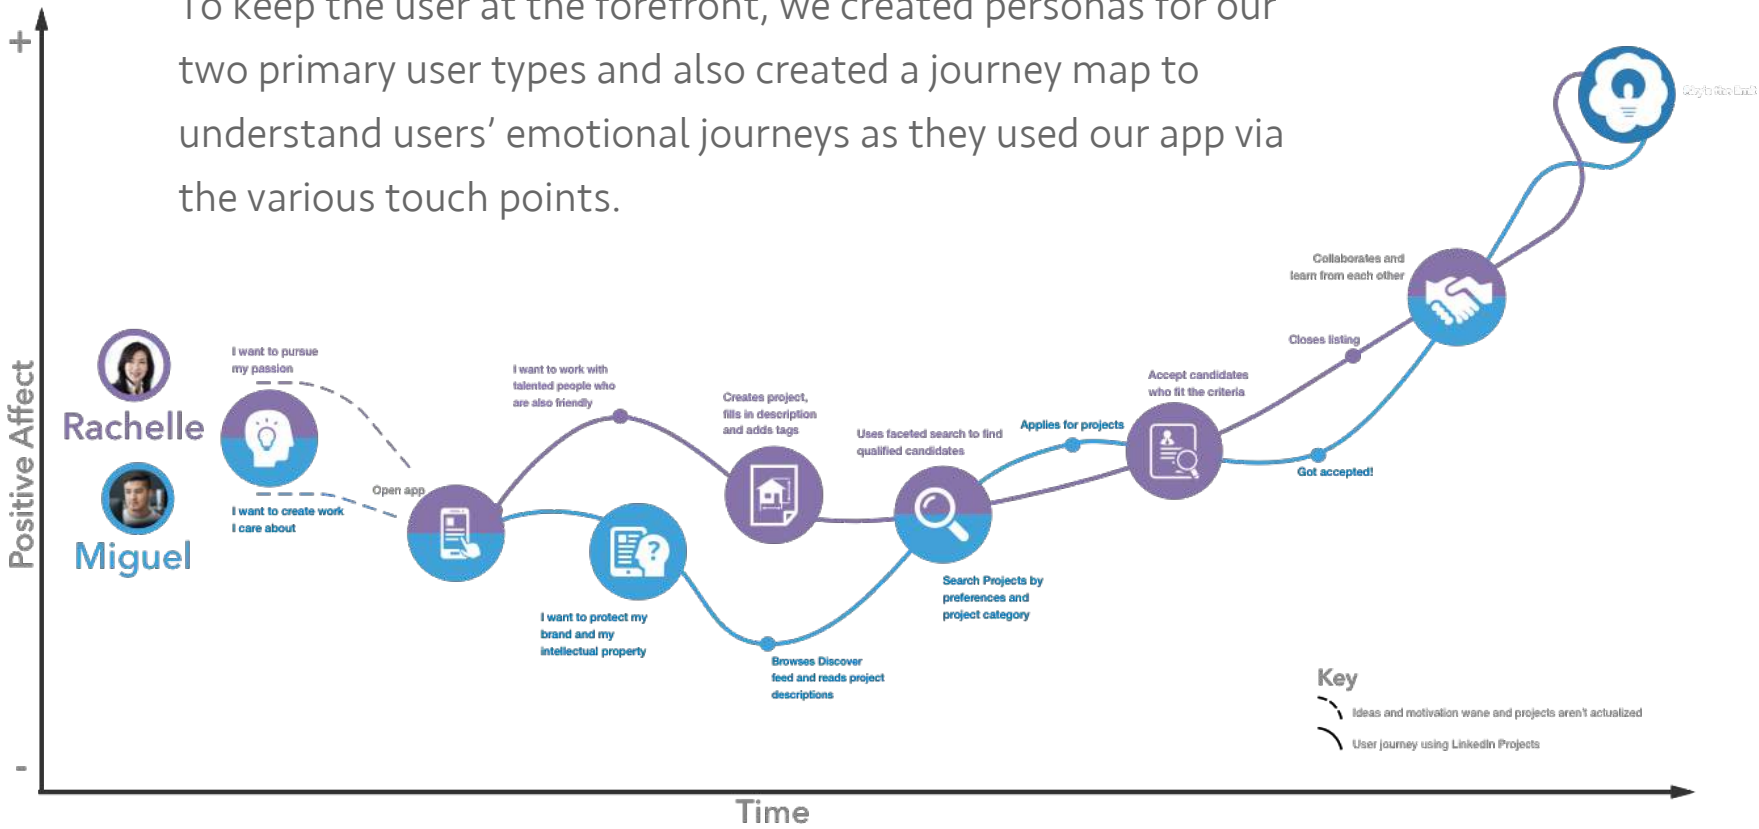 To keep the user at the forefront, we created personas for our
two primary user types and also created a journey map to
understand users’ emotional journeys as they used our app via
the various touch points.
+
Positive Affect
-
Time
Rachelle
Miguel
I want to pursue
my passion
I want to create work
I care about
Open app
I want to work with
talented people who
are also friendly
I want to protect my
brand and my
intellectual property
Creates project,
fills in description
and adds tags
Browses Discover
feed and reads project
descriptions
Uses faceted search to find
qualified candidates
Search Projects by
preferences and
project category
Applies for projects
Accept candidates
who fit the criteria
Closes listing
Got accepted!
Collaborates and
learn from each other
?
Key
Ideas and motivation wane and projects aren't actualized
User journey using LinkedIn Projects